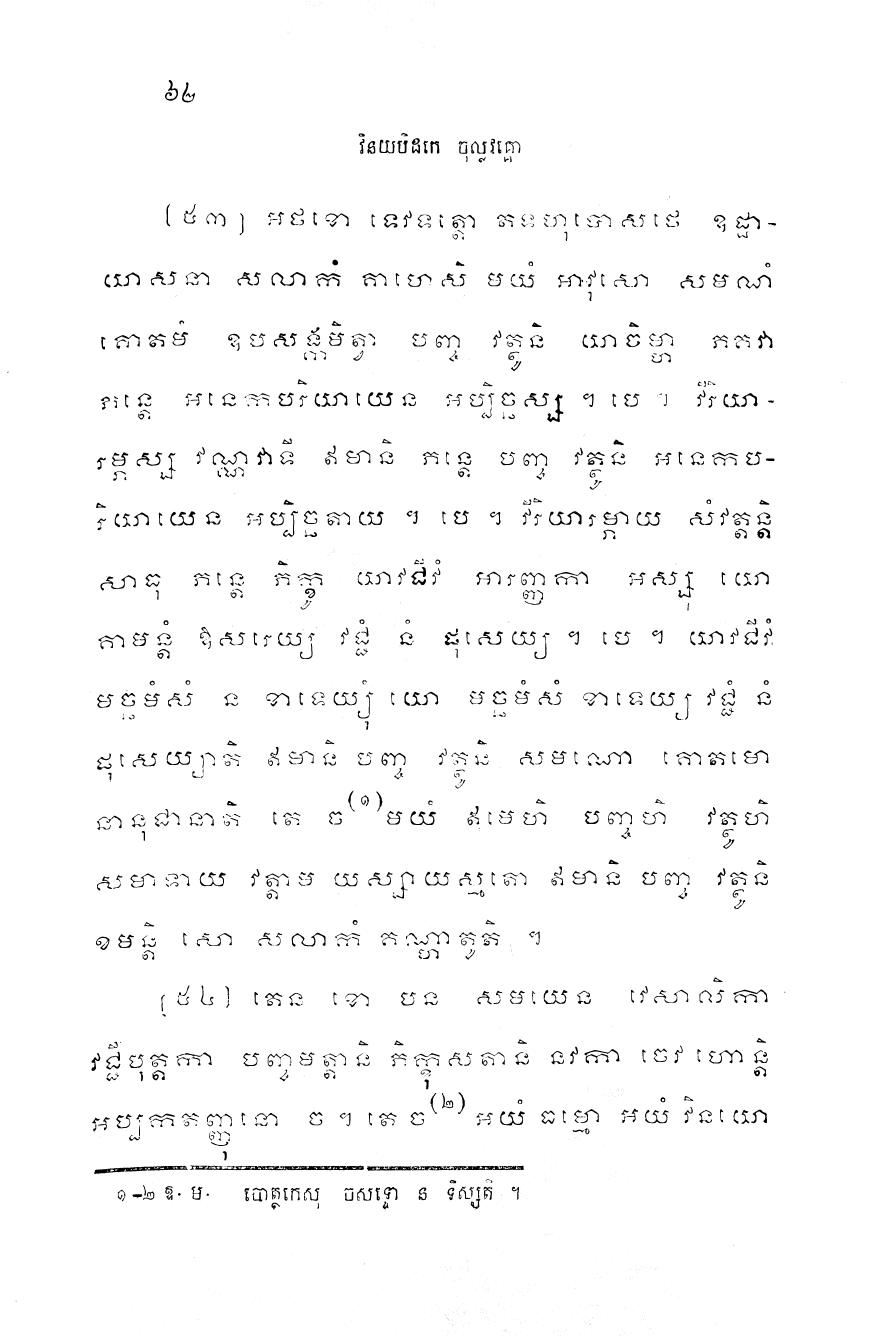 ៦២
វិនយបិដកេ ចុល្លវគ្គោ
[៥៣] អថខោ ទេវទត្តោ តទហុបោសថេ ឧដ្ឋា-
យាសនា សលាកំ គាហេសិ មយំ អាវុសោ សមណំ
គោតមំ ឧបសង្កមិត្វា បញ្ច វត្ថូនិ យាចិម្ហា ភគវា
ភន្តេ អនេកបរិយាយេន អប្បិច្ឆស្ស ។ បេ ។ វីរិយា-
រម្ភស្ស វណ្ណវាទី ឥមានិ ភន្តេ បញ្ច វត្ថូនិ អនេកប-
រិយាយេន អប្បិច្ឆតាយ ។ បេ ។ វីរិយារម្ភាយ សំវត្តន្តិ
សាធុ ភន្តេ ភិក្ខូ យាវជីវំ អារញ្ញកា អស្សុ យោ
គាមន្តំ ឱសរេយ្យ វជ្ជំ នំ ផុសេយ្យ ។ បេ ។ យាវជីវំ
មច្ឆមំសំ ន ខាទេយ្យុំ យោ មច្ឆមំសំ ខាទេយ្យ វជ្ជំ នំ
ផុសេយ្យាតិ ឥមានិ បញ្ច វត្ថូនិ សមណោ គោតមោ
នានុជានាតិ តេ ច(១)មយំ ឥមេហិ បញ្ចហិ វត្ថូហិ
សមាទាយ វត្តាម យស្សាយស្មតោ ឥមានិ បញ្ច វត្ថូនិ
ខមន្តិ សោ សលាកំ គណ្ហាតូតិ ។
[៥៤] តេន ខោ បន សមយេន វេសាលិកា
វជ្ជីបុត្តកា បញ្ចមត្តានិ ភិក្ខុសតានិ នវកា ចេវ ហោន្តិ
អប្បកតញ្ញុនោ ច ។ តេ ច(២)អយំ ធម្មោ អយំ វិនយោ
១-២ ឱ. ម. បោត្ថកេសុ ចសទ្ទោ ន ទិស្សតិ ។